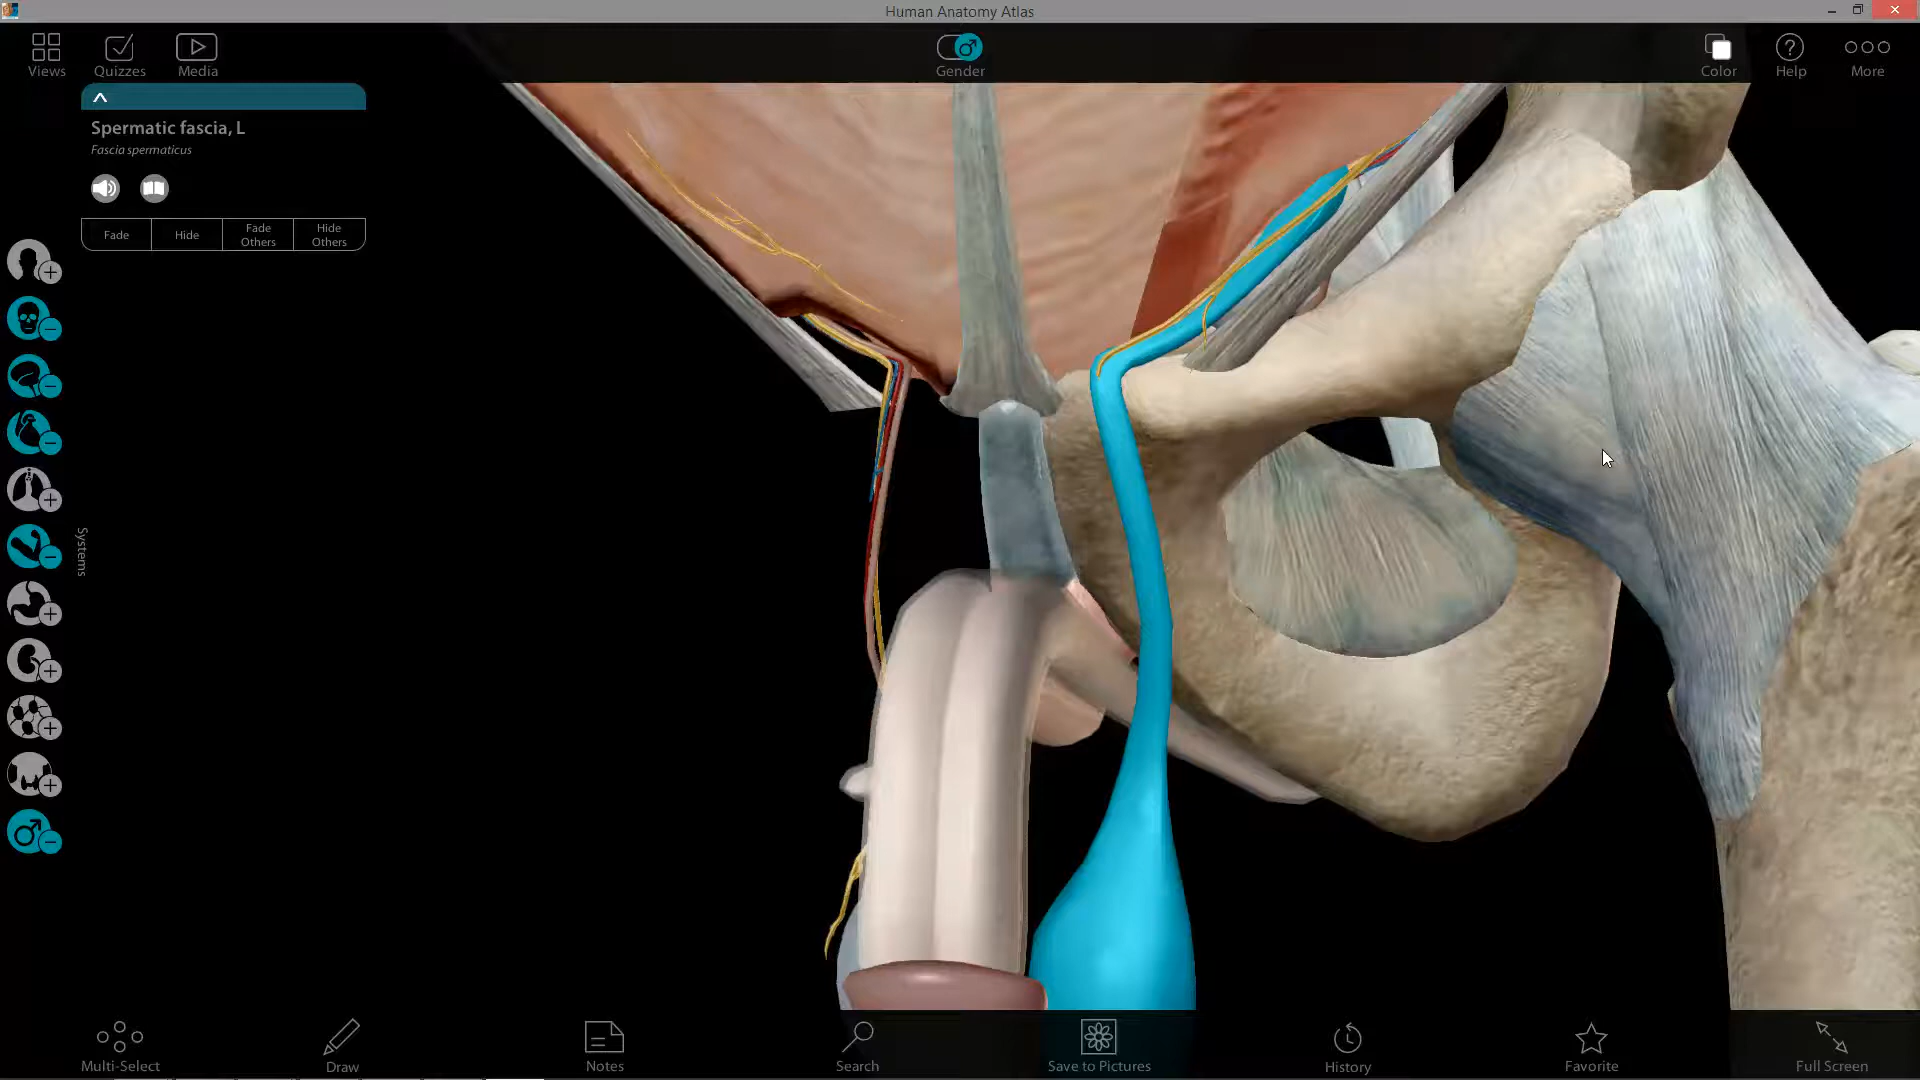 Human Anatomy Atlas
Views
Quizzes
Media
Gender
Color
Help
More
Spermatic fascia, L
Fascia spermaticus
Fade
Hide
Fade
Others
Hide
Others
Systems
Multi-Select
Draw
Notes
Search
Save to Pictures
History
Favorite
Full Screen